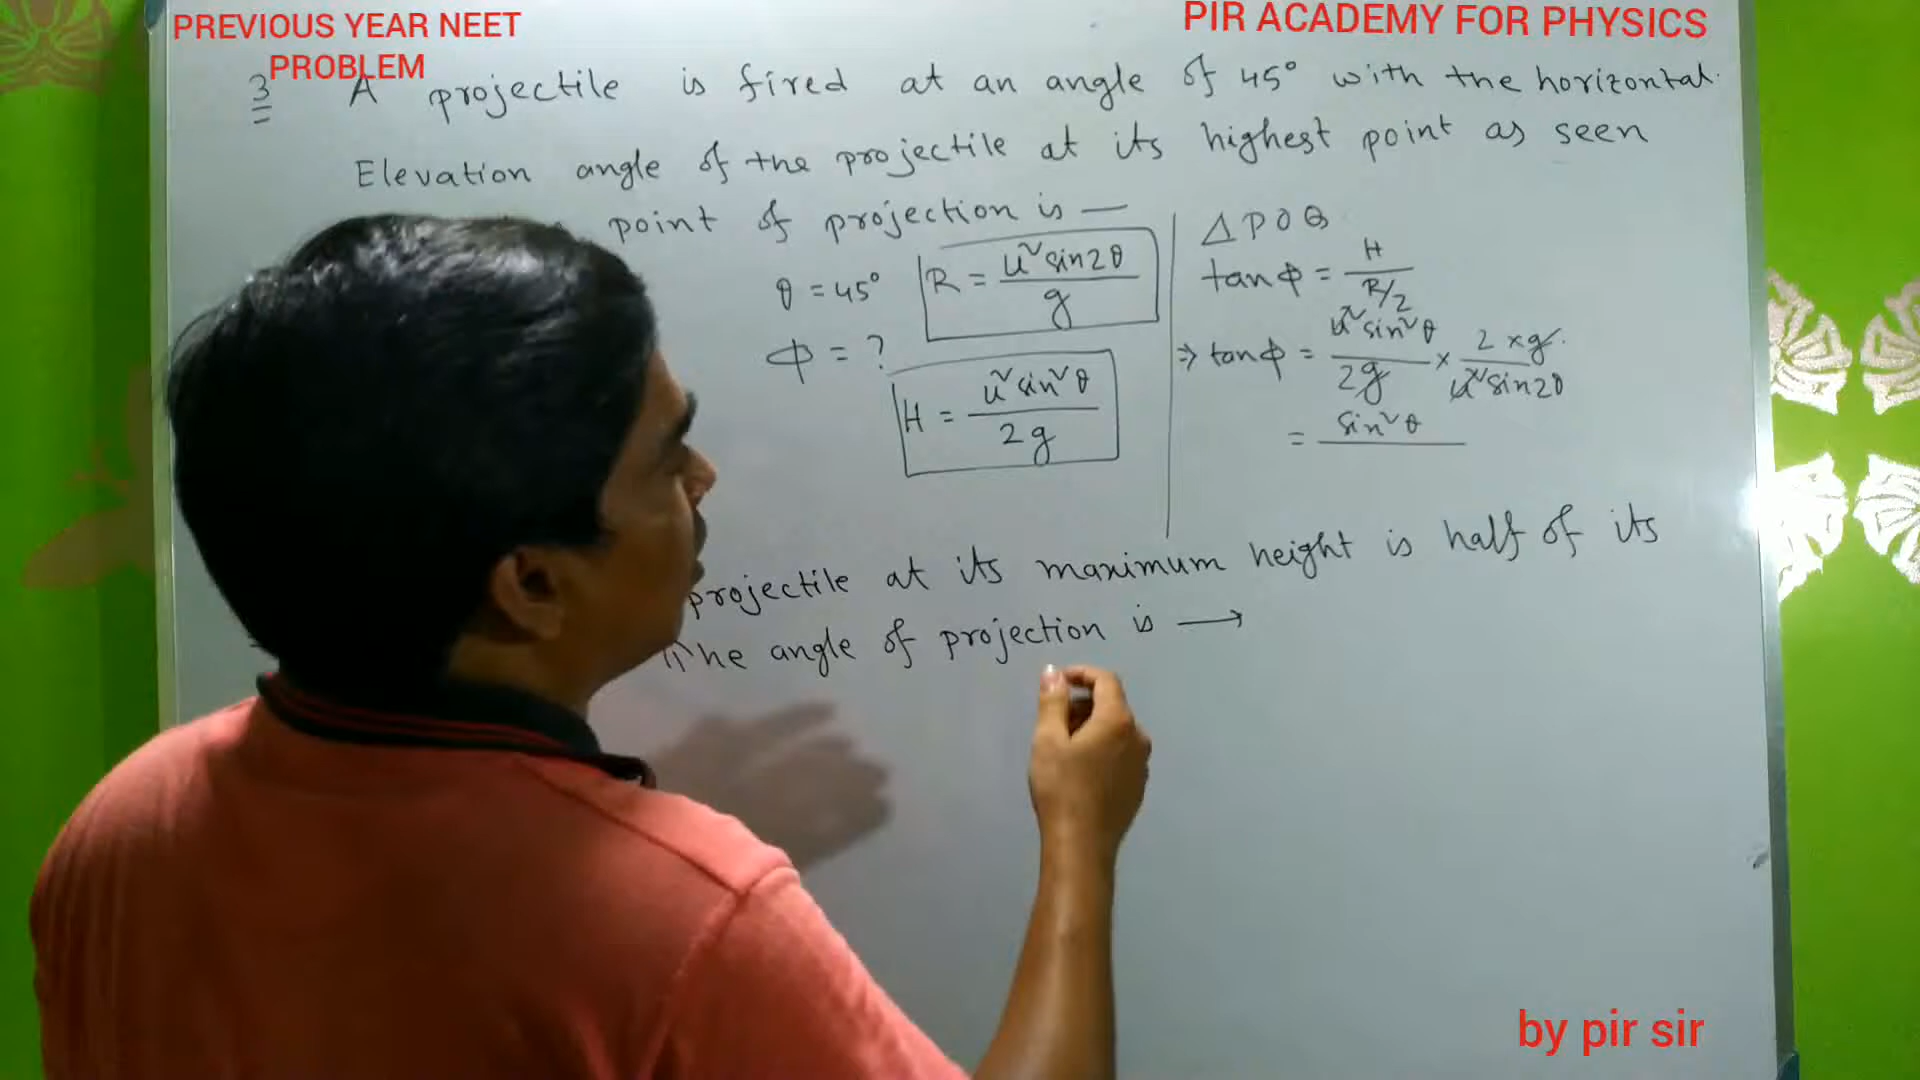 PREVIOUS YEAR NEET
PROBLEM
PIR ACADEMY FOR PHYSICS
3 A projectile is fired at an angle of 45° with the horizontal.
Elevation angle of the projectile at its highest point as seen
point of projection is —
θ = 45°
R = u² sin2θ / g
φ = ?
H = u² sin²θ / 2g
△POQ
tanφ = H / R/2
⇒ tanφ = u² sin²θ / 2g × 2×g / u² sin2θ
= sin²θ
projectile at its maximum height is half of its
The angle of projection is →
by pir sir